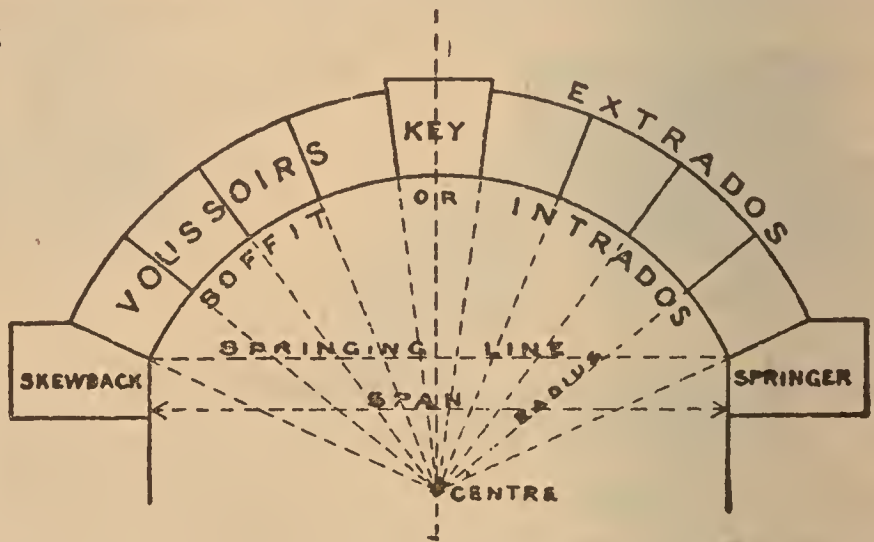 EXTRADOS
KEY
VOUSSOIRS
SOFFIT OR INTRADOS
SPRINGING LINE
SKEWBACK
SPRINGER
SPAN
RADIUS
CENTRE